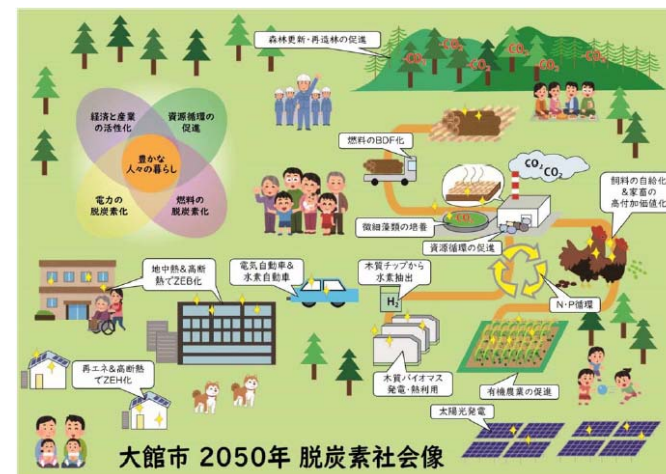 森林更新・再造林の促進
-CO₂
-CO₂
-CO₂
-CO₂
-CO₂
-CO₂
経済と産業
の活性化
資源循環の
促進
豊かな
人々の暮らし
電力の
脱炭素化
燃料の
脱炭素化
燃料のBDF化
CO₂
CO₂
飼料の自給化
&家畜の
高付加価値化
CO₂
微細藻類の培養
資源循環の促進
地中熱&高断
熱でZEB化
電気自動車&
水素自動車
木質チップから
水素抽出
H₂
N・P循環
再エネ&高断熱
でZEH化
木質バイオマス
発電・熱利用
有機農業の促進
太陽光発電
大館市 2050年 脱炭素社会像